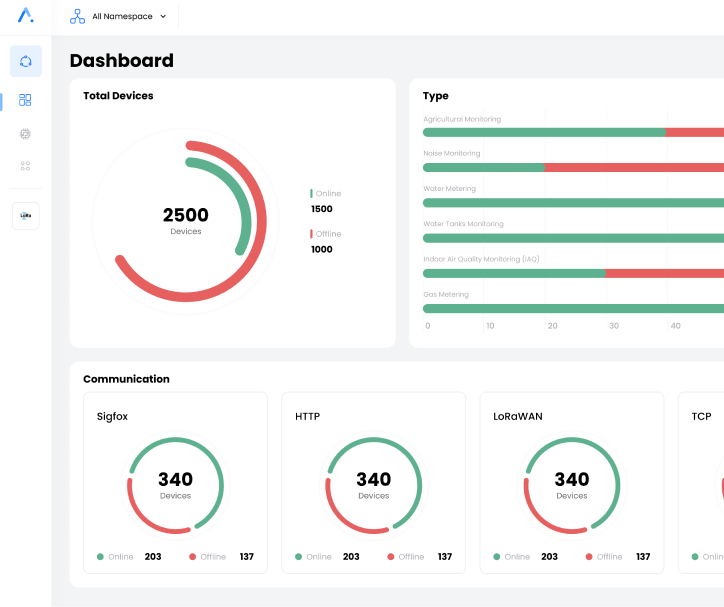 All Namespace
Dashboard
Total Devices
2500
Devices
Online
1500
Offline
1000
Type
Agricultural Monitoring
Noise Monitoring
Water Metering
Water Tanks Monitoring
Indoor Air Quality Monitoring (IAQ)
Gas Metering
0 10 20 30 40
LoRa
Communication
Sigfox
340
Devices
Online 203 Offline 137
HTTP
340
Devices
Online 203 Offline 137
LoRaWAN
340
Devices
Online 203 Offline 137
TCP